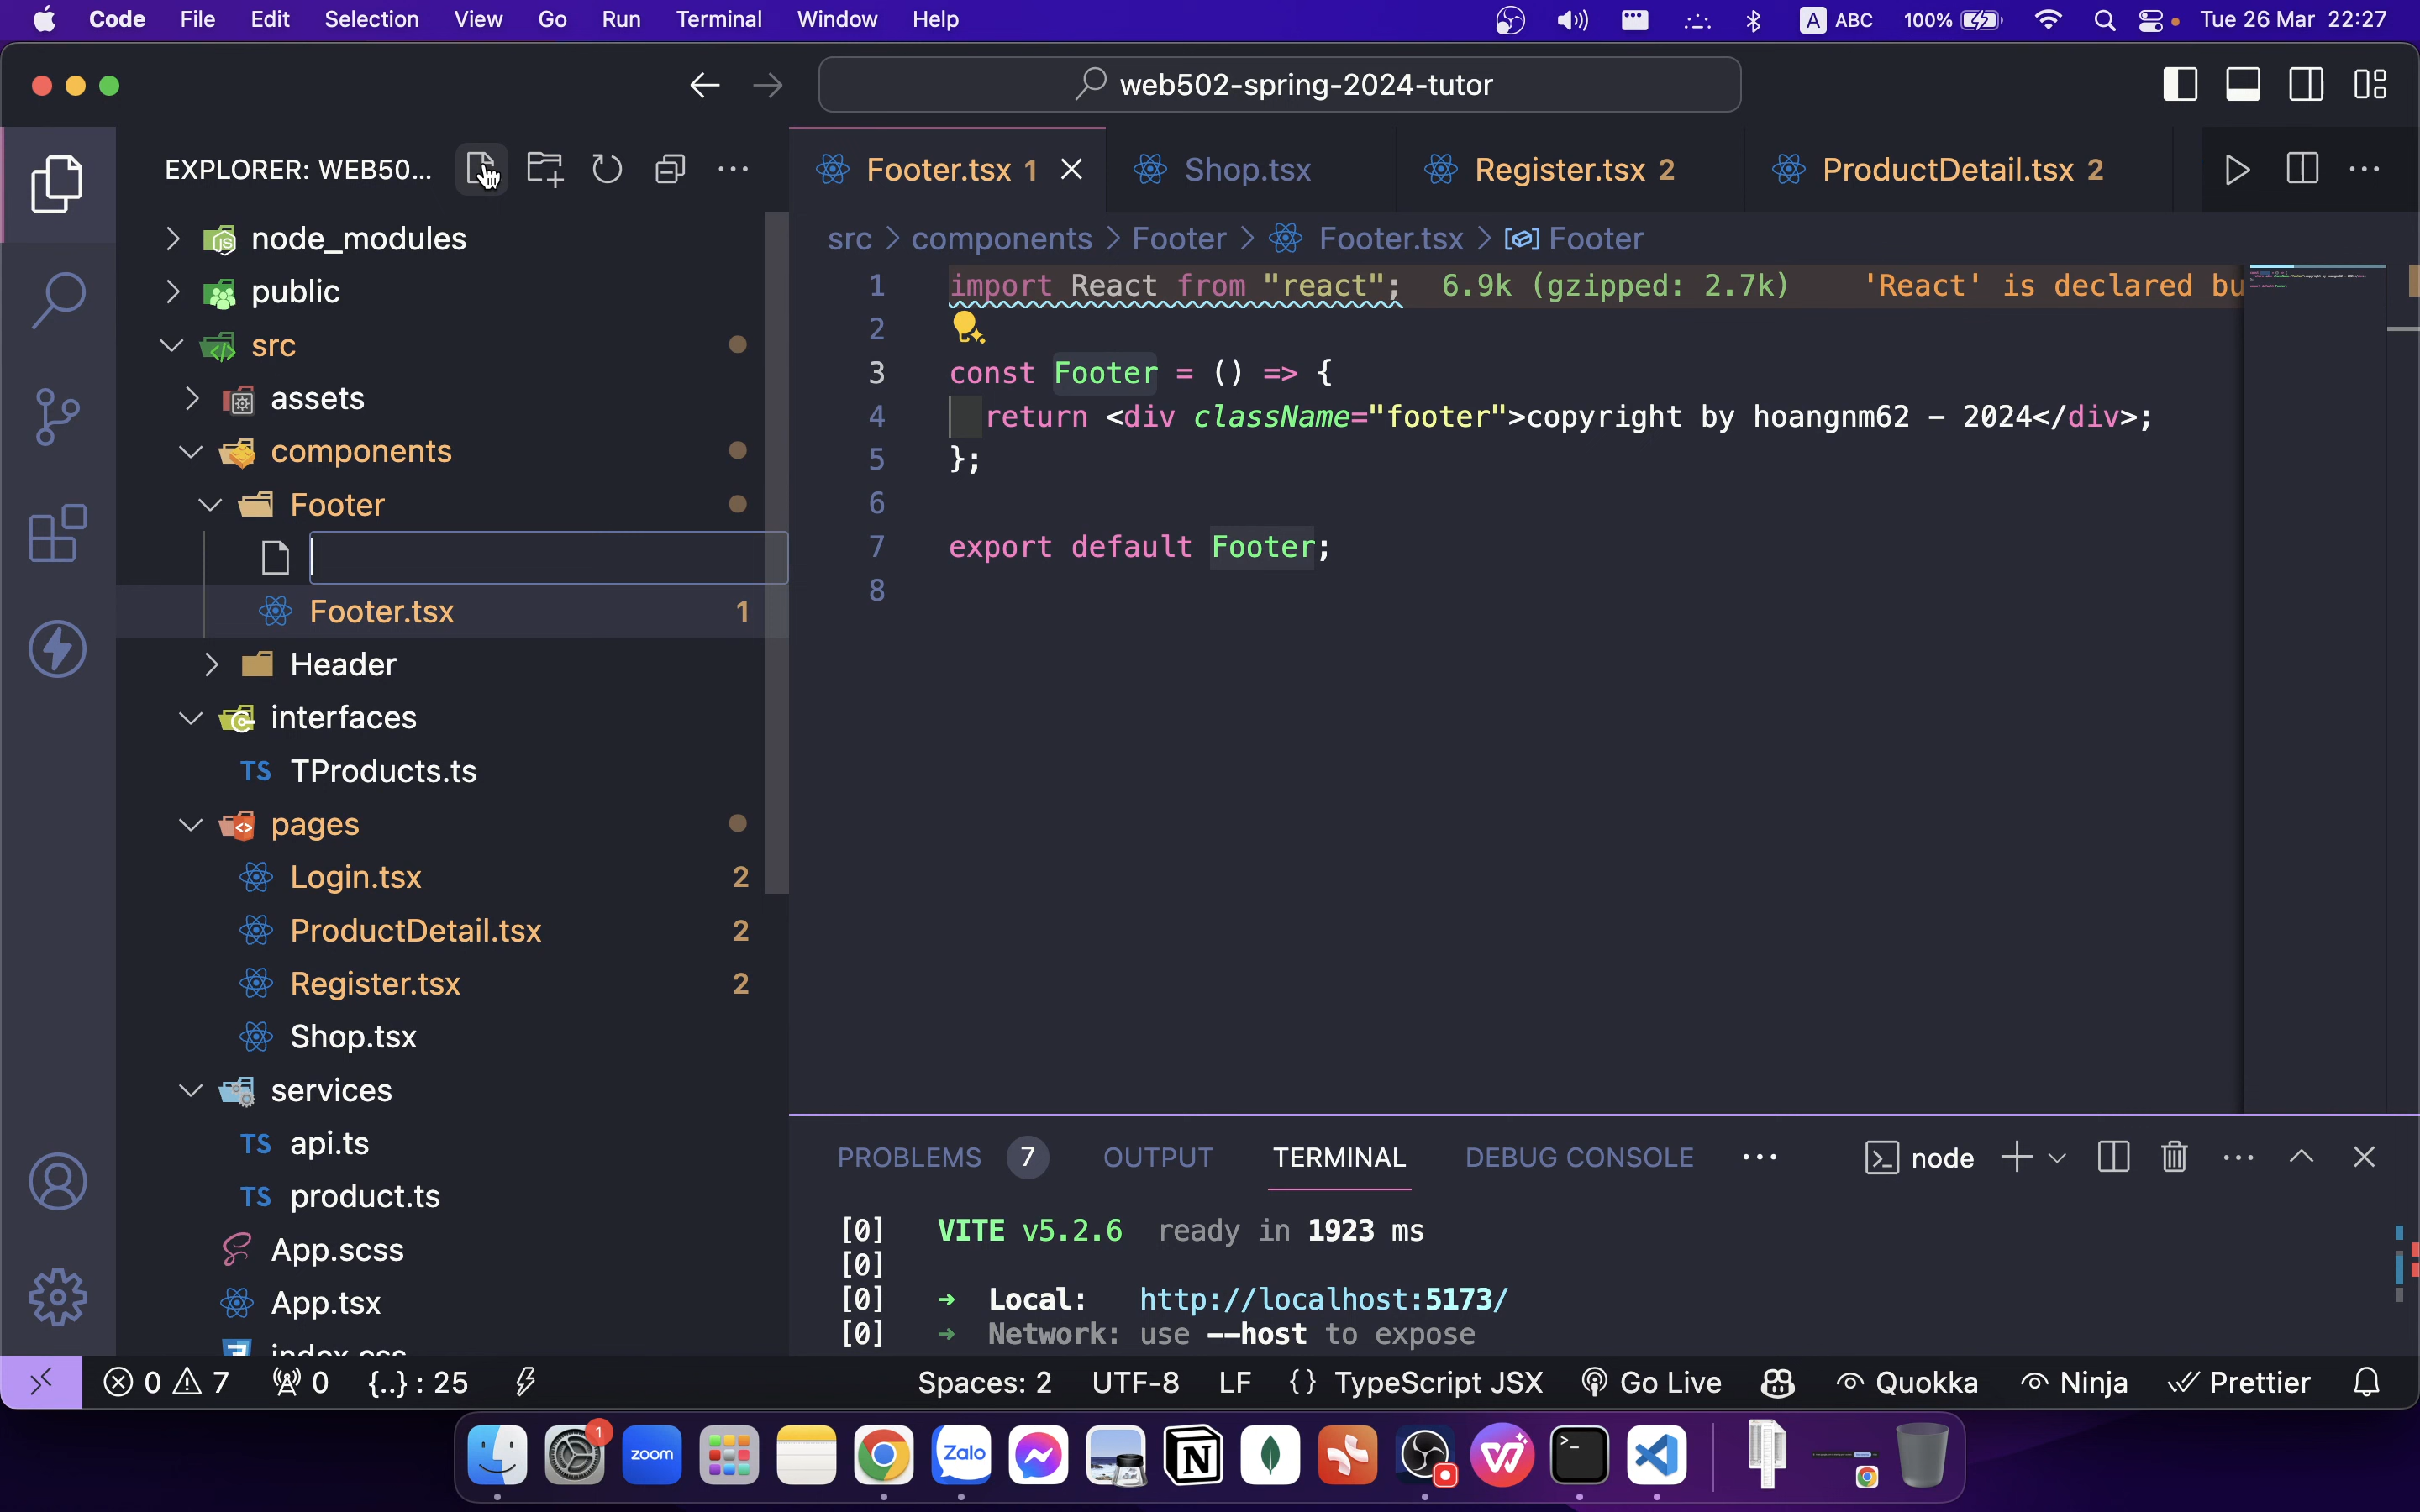 Code File Edit Selection View Go Run Terminal Window Help A ABC 100% Tue 26 Mar 22:27
web502-spring-2024-tutor
EXPLORER: WEB50...
Footer.tsx 1 Shop.tsx Register.tsx 2 ProductDetail.tsx 2
src > components > Footer > Footer.tsx > Footer
node_modules
public
src
assets
components
Footer
Footer.tsx 1
Header
interfaces
TS TProducts.ts
pages
Login.tsx 2
ProductDetail.tsx 2
Register.tsx 2
Shop.tsx
services
TS api.ts
TS product.ts
App.scss
App.tsx
1 import React from "react"; 6.9k (gzipped: 2.7k) 'React' is declared bu
2
3 const Footer = () => {
4 return <div className="footer">copyright by hoangnm62 - 2024</div>;
5 };
6
7 export default Footer;
8
PROBLEMS 7 OUTPUT TERMINAL DEBUG CONSOLE ... node
[0] VITE v5.2.6 ready in 1923 ms
[0]
[0] ➜ Local: http://localhost:5173/
[0] ➜ Network: use --host to expose
0 7 0 {..} : 25 Spaces: 2 UTF-8 LF {} TypeScript JSX Go Live Quokka Ninja Prettier
1 zoom Zalo